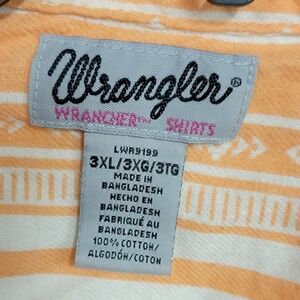 Wrangler®
WRANCHER™ SHIRTS
LWR9199
3XL/3XG/3TG
MADE IN
BANGLADESH
HECHO EN
BANGLADESH
FABRIQUÉ AU
BANGLADESH
100% COTTON/
ALGODÓN/COTON